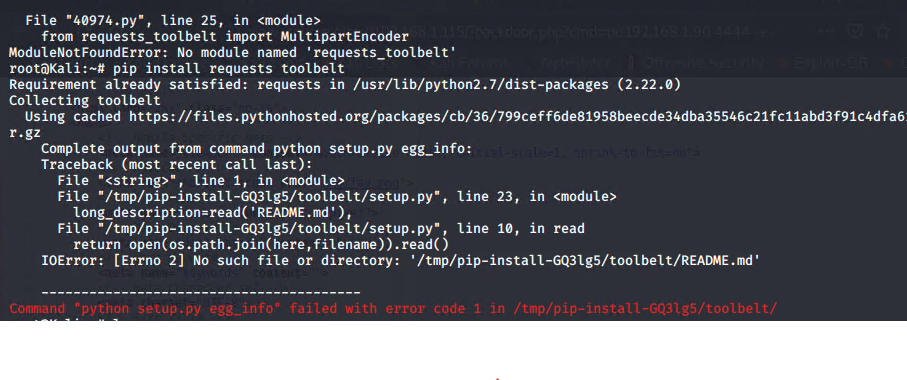 File "40974.py", line 25, in <module>
from requests_toolbelt import MultipartEncoder
ModuleNotFoundError: No module named 'requests_toolbelt'
root@Kali:~# pip install requests toolbelt
Requirement already satisfied: requests in /usr/lib/python2.7/dist-packages (2.22.0)
Collecting toolbelt
Using cached https://files.pythonhosted.org/packages/cb/36/799ceff6de81958beecde34dba35546c21fc11abd3f91c4dfa6
r.gz
Complete output from command python setup.py egg_info:
Traceback (most recent call last):
File "<string>", line 1, in <module>
File "/tmp/pip-install-GQ3lg5/toolbelt/setup.py", line 23, in <module>
long_description=read('README.md'),
File "/tmp/pip-install-GQ3lg5/toolbelt/setup.py", line 10, in read
return open(os.path.join(here,filename)).read()
IOError: [Errno 2] No such file or directory: '/tmp/pip-install-GQ3lg5/toolbelt/README.md'
----------------------------------------
Command "python setup.py egg_info" failed with error code 1 in /tmp/pip-install-GQ3lg5/toolbelt/